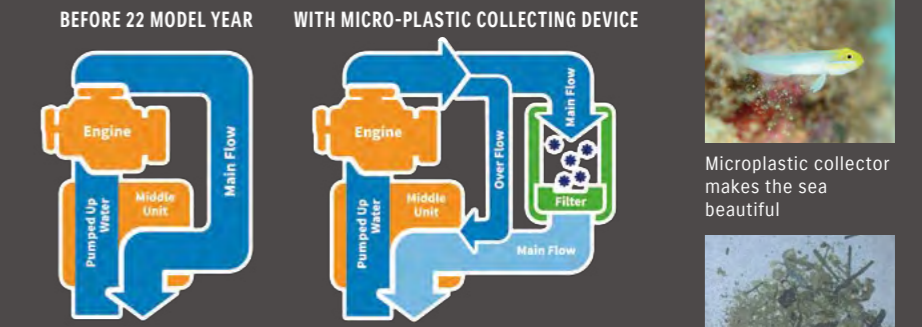 BEFORE 22 MODEL YEAR
Engine
Main Flow
Pumped Up
Water
Middle
Unit
WITH MICRO-PLASTIC COLLECTING DEVICE
Engine
Main Flow
Over Flow
Filter
Pumped Up
Water
Middle
Unit
Main Flow
Microplastic collector
makes the sea
beautiful